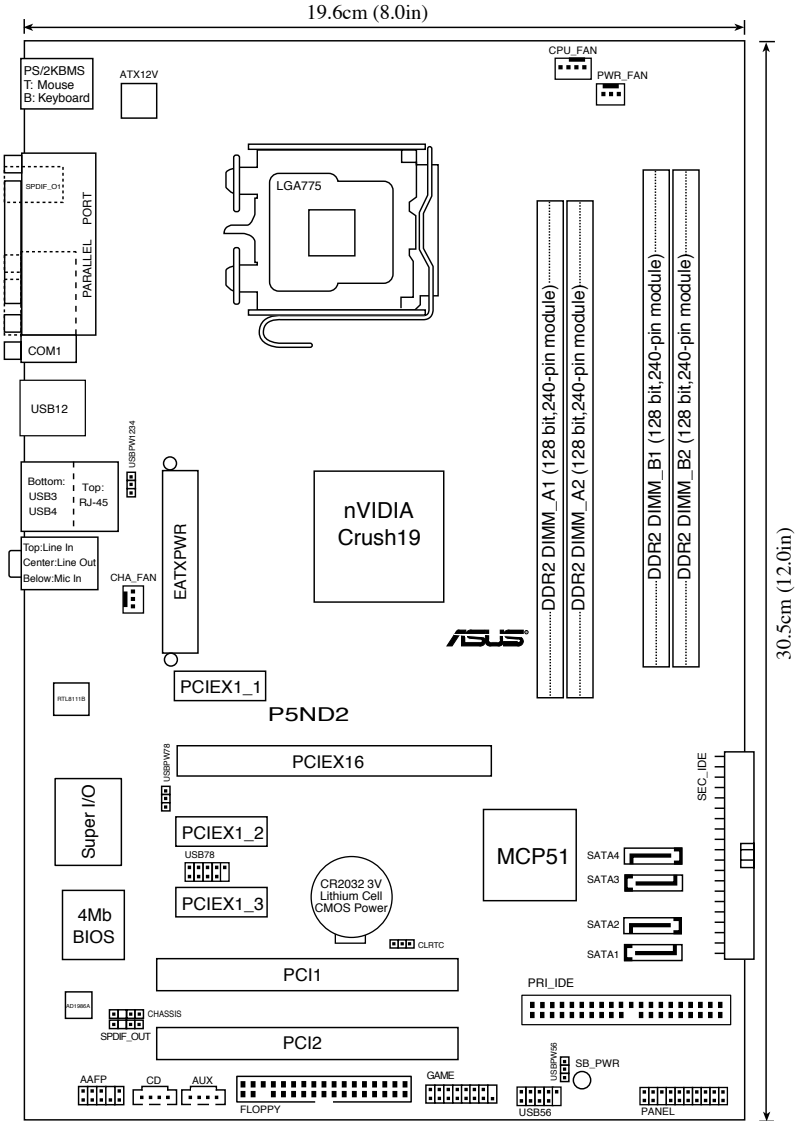 19.6cm (8.0in)
CPU_FAN
PWR_FAN
PS/2KBMS
T: Mouse
B: Keyboard
ATX12V
SPDIF_O1
PARALLEL PORT
LGA775
COM1
USB12
USBPW1234
Bottom:
USB3
USB4
Top:
RJ-45
Top:Line In
Center:Line Out
Below:Mic In
CHA_FAN
EATXPWR
nVIDIA
Crush19
DDR2 DIMM_A1 (128 bit,240-pin module)
DDR2 DIMM_A2 (128 bit,240-pin module)
DDR2 DIMM_B1 (128 bit,240-pin module)
DDR2 DIMM_B2 (128 bit,240-pin module)
30.5cm (12.0in)
ASUS
PCIEX1_1
RTL8111B
P5ND2
USBPW78
PCIEX16
SEC_IDE
Super I/O
PCIEX1_2
USB78
PCIEX1_3
MCP51
SATA4
SATA3
SATA2
SATA1
CR2032 3V
Lithium Cell
CMOS Power
4Mb
BIOS
CLRTC
PCI1
PRI_IDE
AD1986A
CHASSIS
SPDIF_OUT
PCI2
USBPW56
SB_PWR
AAFP
CD
AUX
FLOPPY
GAME
USB56
PANEL